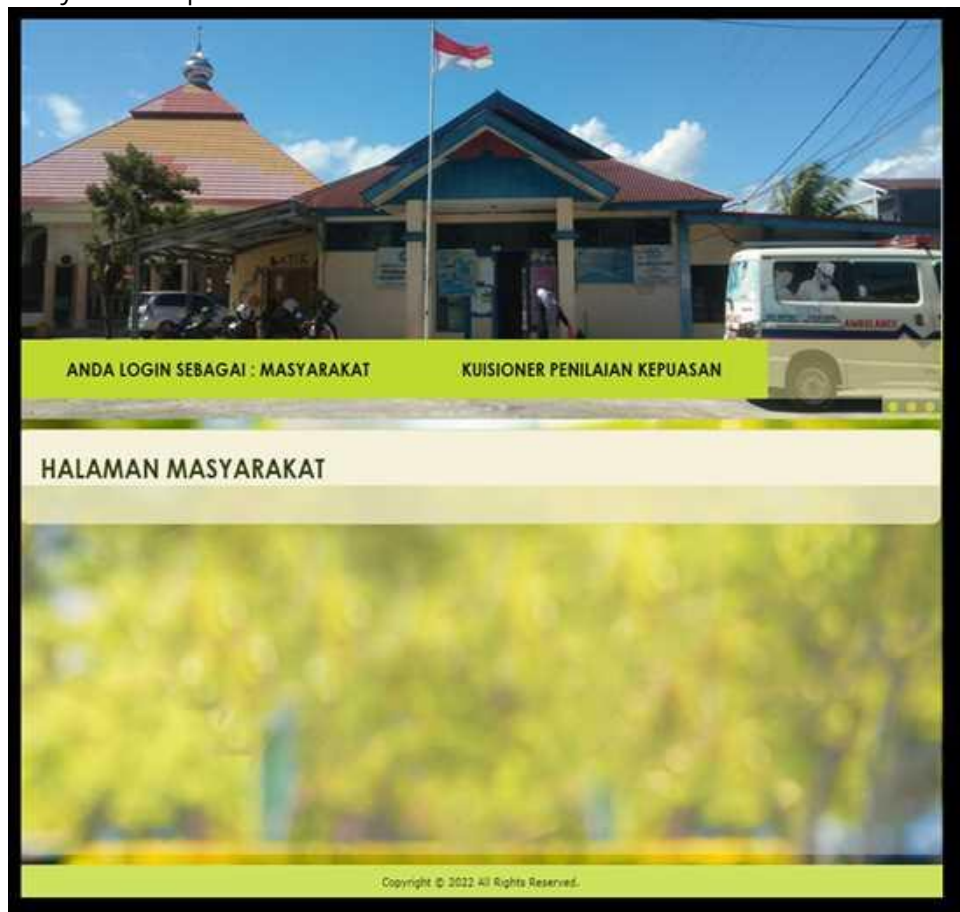 ANDA LOGIN SEBAGAI : MASYARAKAT
KUISIONER PENILAIAN KEPUASAN
HALAMAN MASYARAKAT
Copyright © 2022 All Rights Reserved.